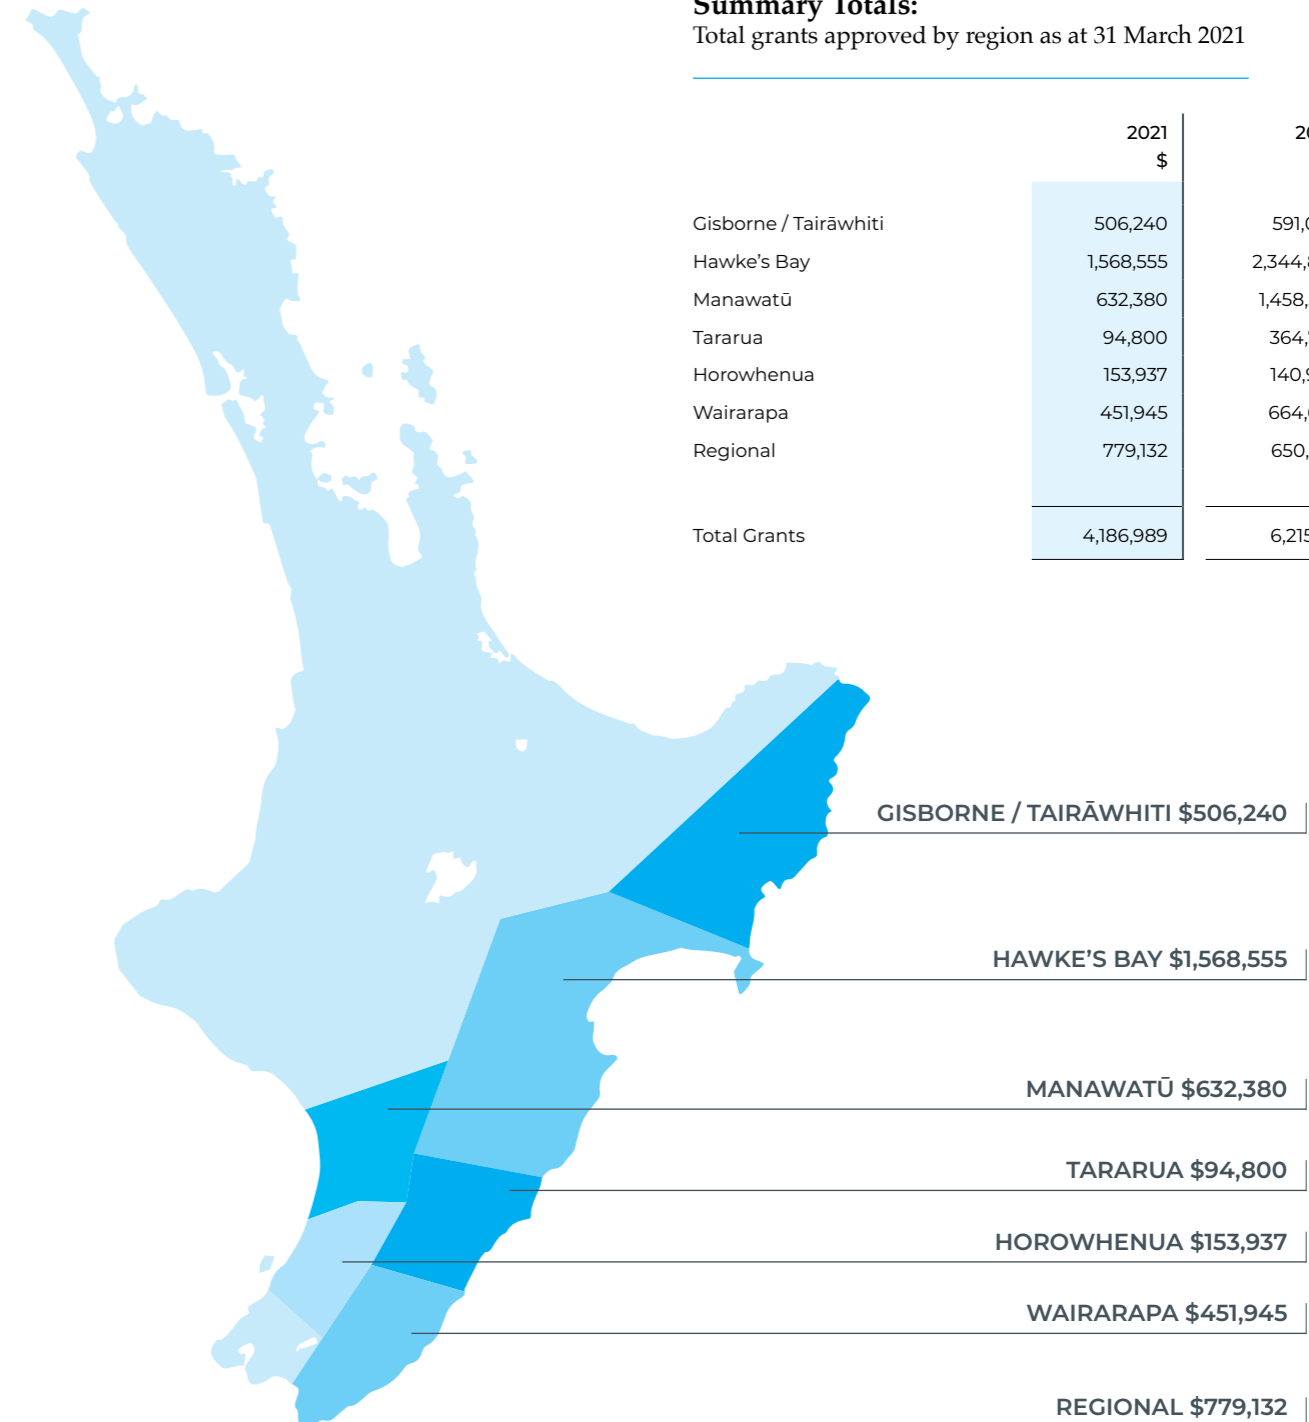 Summary Totals:
Total grants approved by region as at 31 March 2021
2021
$
Gisborne / Tairāwhiti 506,240
Hawke's Bay 1,568,555
Manawatū 632,380
Tararua 94,800
Horowhenua 153,937
Wairarapa 451,945
Regional 779,132
Total Grants 4,186,989
GISBORNE / TAIRĀWHITI $506,240
HAWKE'S BAY $1,568,555
MANAWATŪ $632,380
TARARUA $94,800
HOROWHENUA $153,937
WAIRARAPA $451,945
REGIONAL $779,132